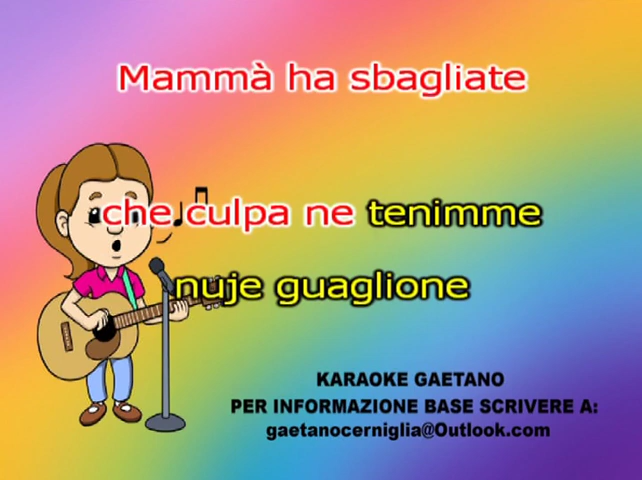 Mammà ha sbagliate
che culpa ne tenimme
nuje guaglione
KARAOKE GAETANO
PER INFORMAZIONE BASE SCRIVERE A:
gaetanocerniglia@Outlook.com